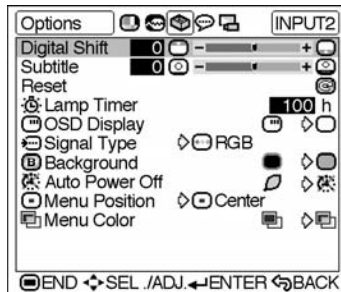 Options INPUT2
Digital Shift 0 - +
Subtitle 0 - +
Reset
Lamp Timer 100 h
OSD Display
Signal Type RGB
B Background
Auto Power Off
Menu Position Center
Menu Color
END SEL./ADJ. ENTER BACK